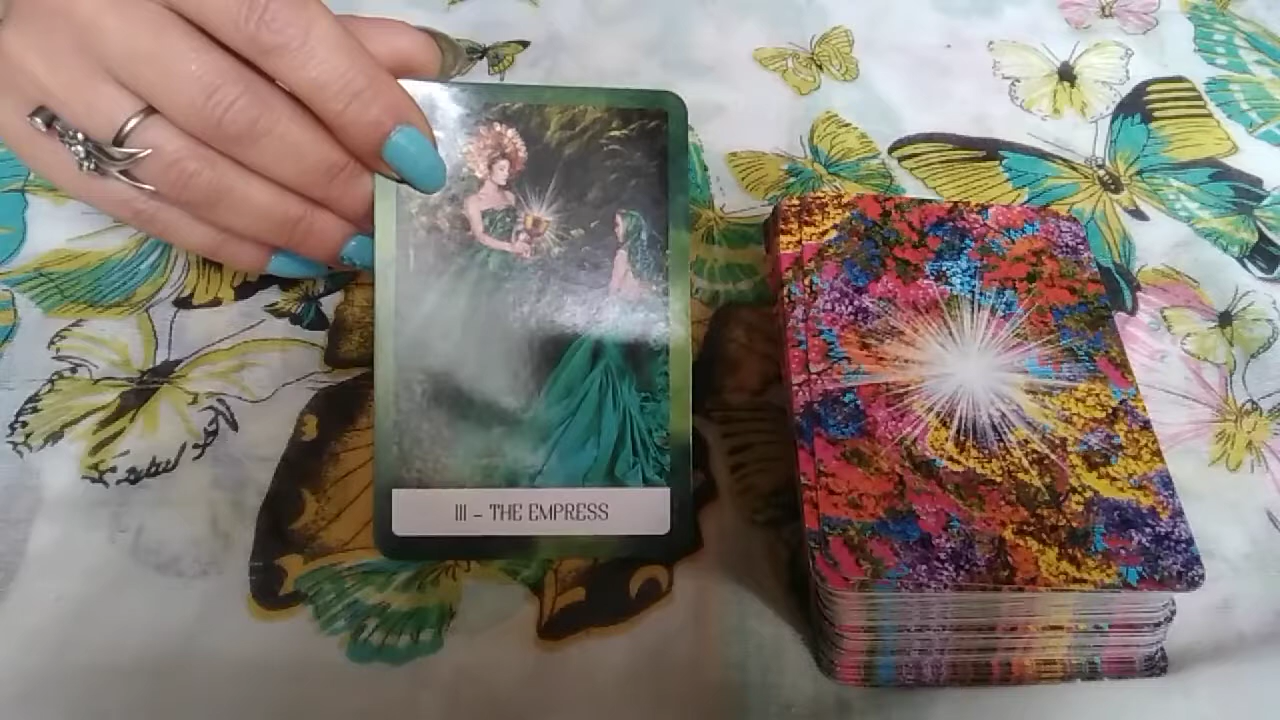 III – THE EMPRESS